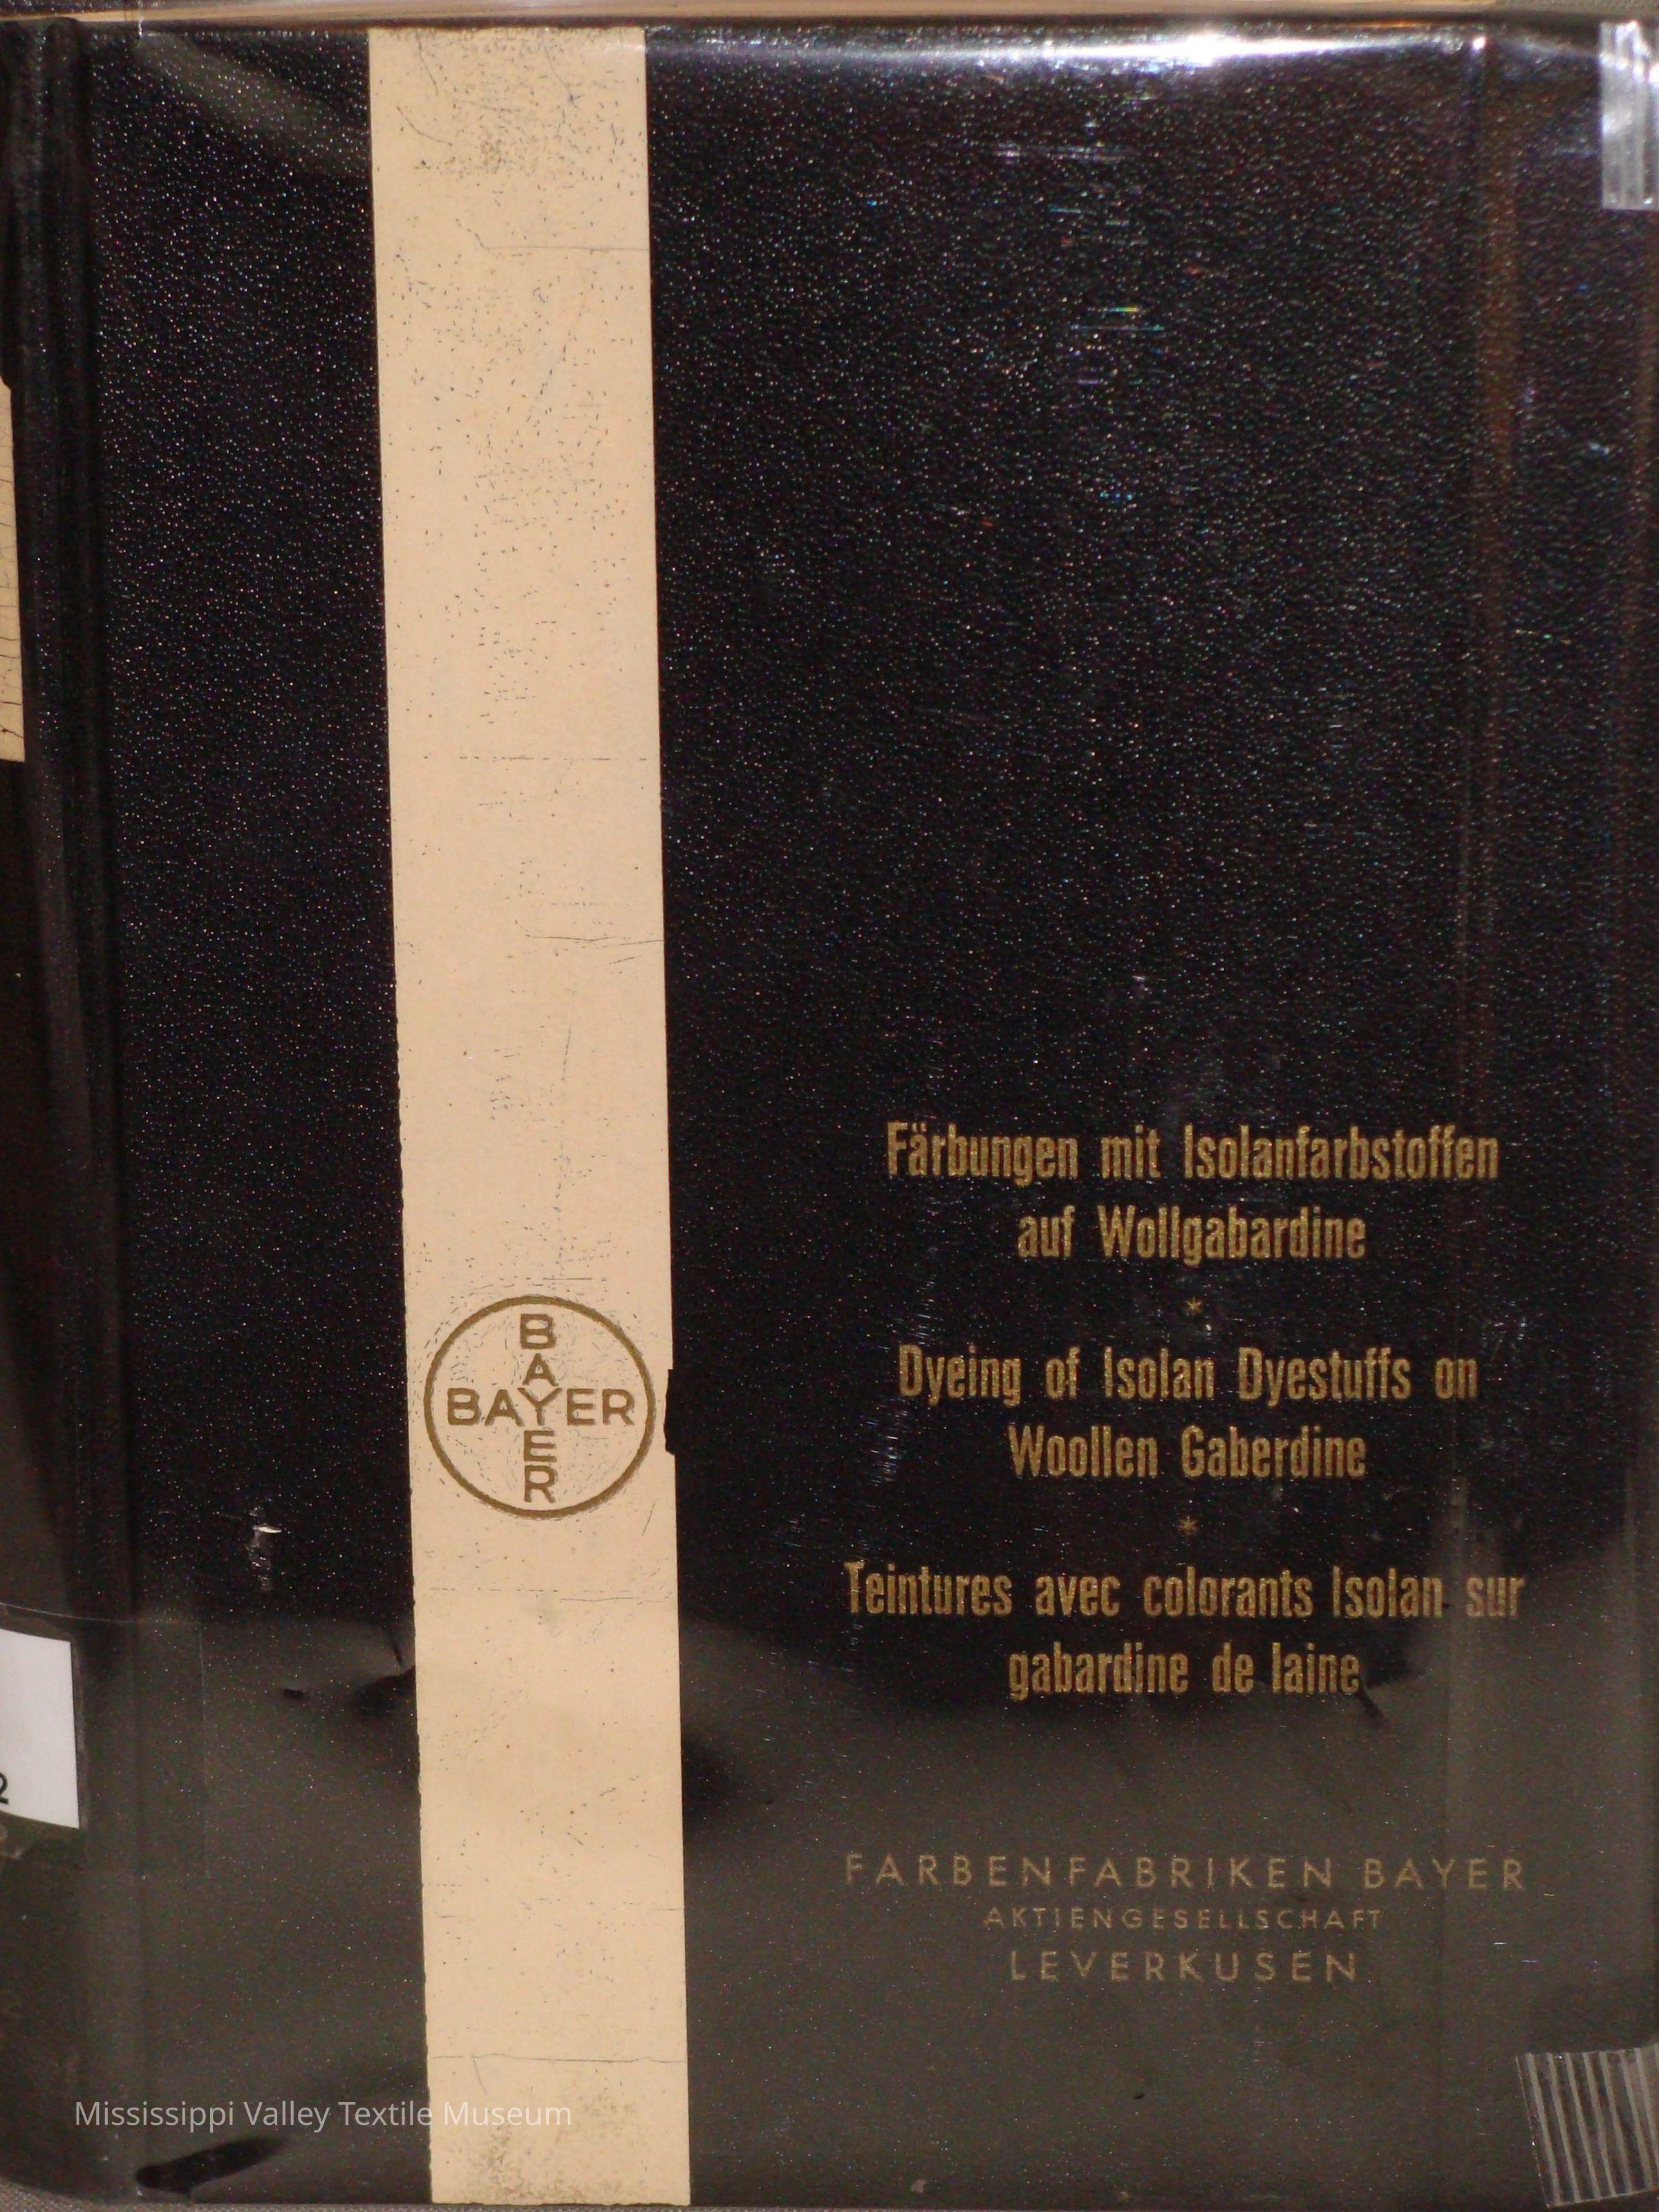 Färbungen mit Isolanfarbstoffen
auf Wollgabardine
*
Dyeing of Isolan Dyestuffs on
Woollen Gaberdine
*
Teintures avec colorants Isolan sur
gabardine de laine
B
A
BAYER
E
R
FARBENFABRIKEN BAYER
AKTIENGESELLSCHAFT
LEVERKUSEN
2
Mississippi Valley Textile Museum